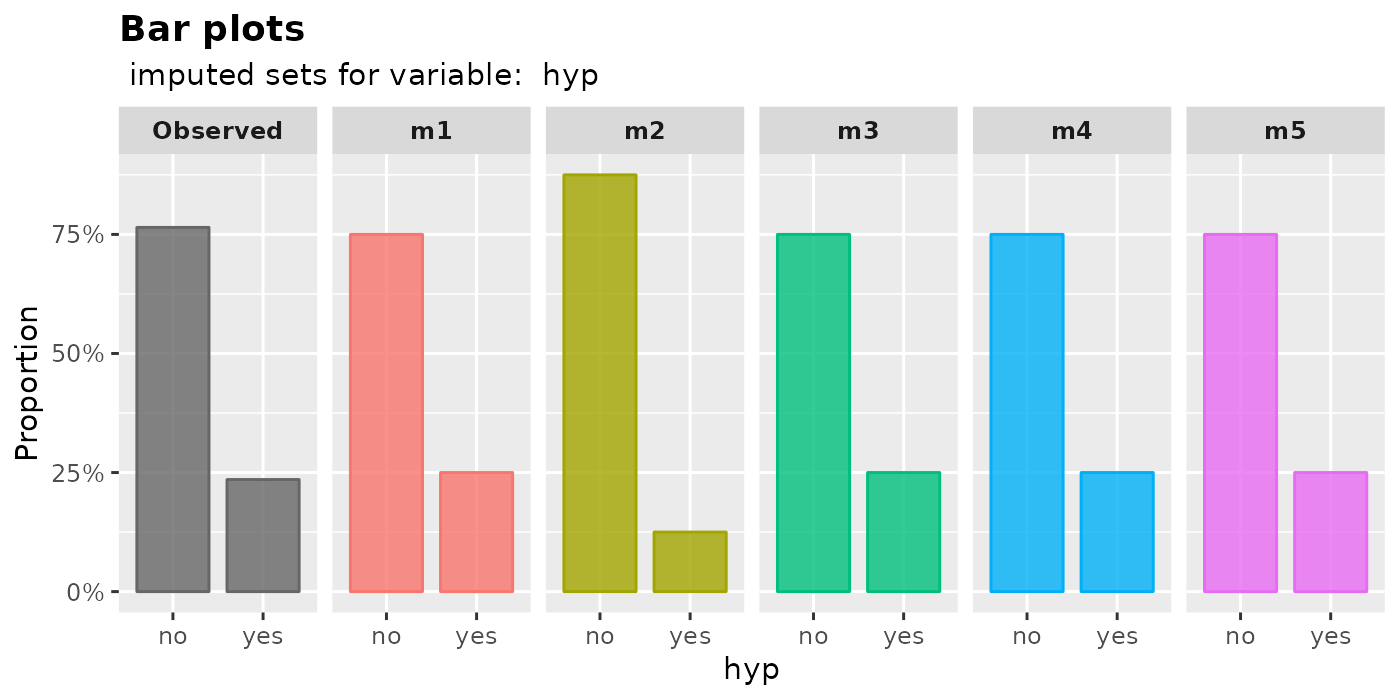 Bar plots
imputed sets for variable:  hyp
Observed m1 m2 m3 m4 m5
Proportion
75%
50%
25%
0%
no yes no yes no yes no yes no yes no yes
hyp